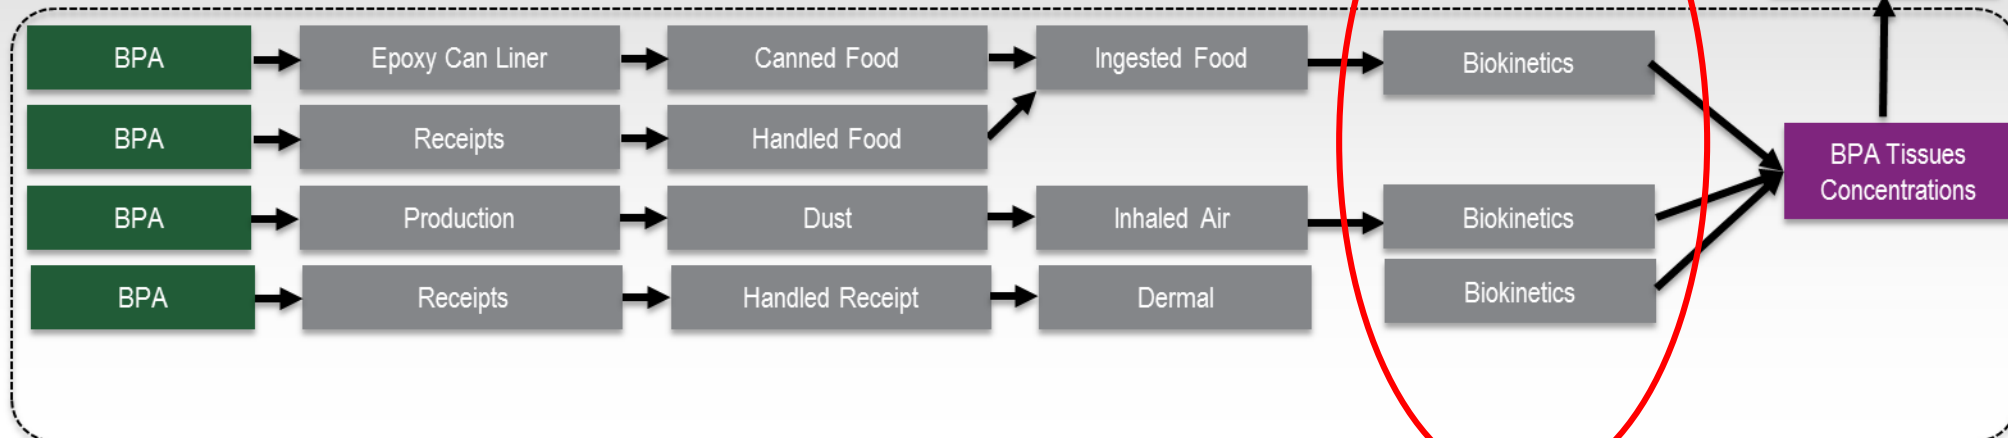 BPA
Epoxy Can Liner
Canned Food
Ingested Food
Biokinetics
BPA
Receipts
Handled Food
BPA Tissues
Concentrations
BPA
Production
Dust
Inhaled Air
Biokinetics
BPA
Receipts
Handled Receipt
Dermal
Biokinetics